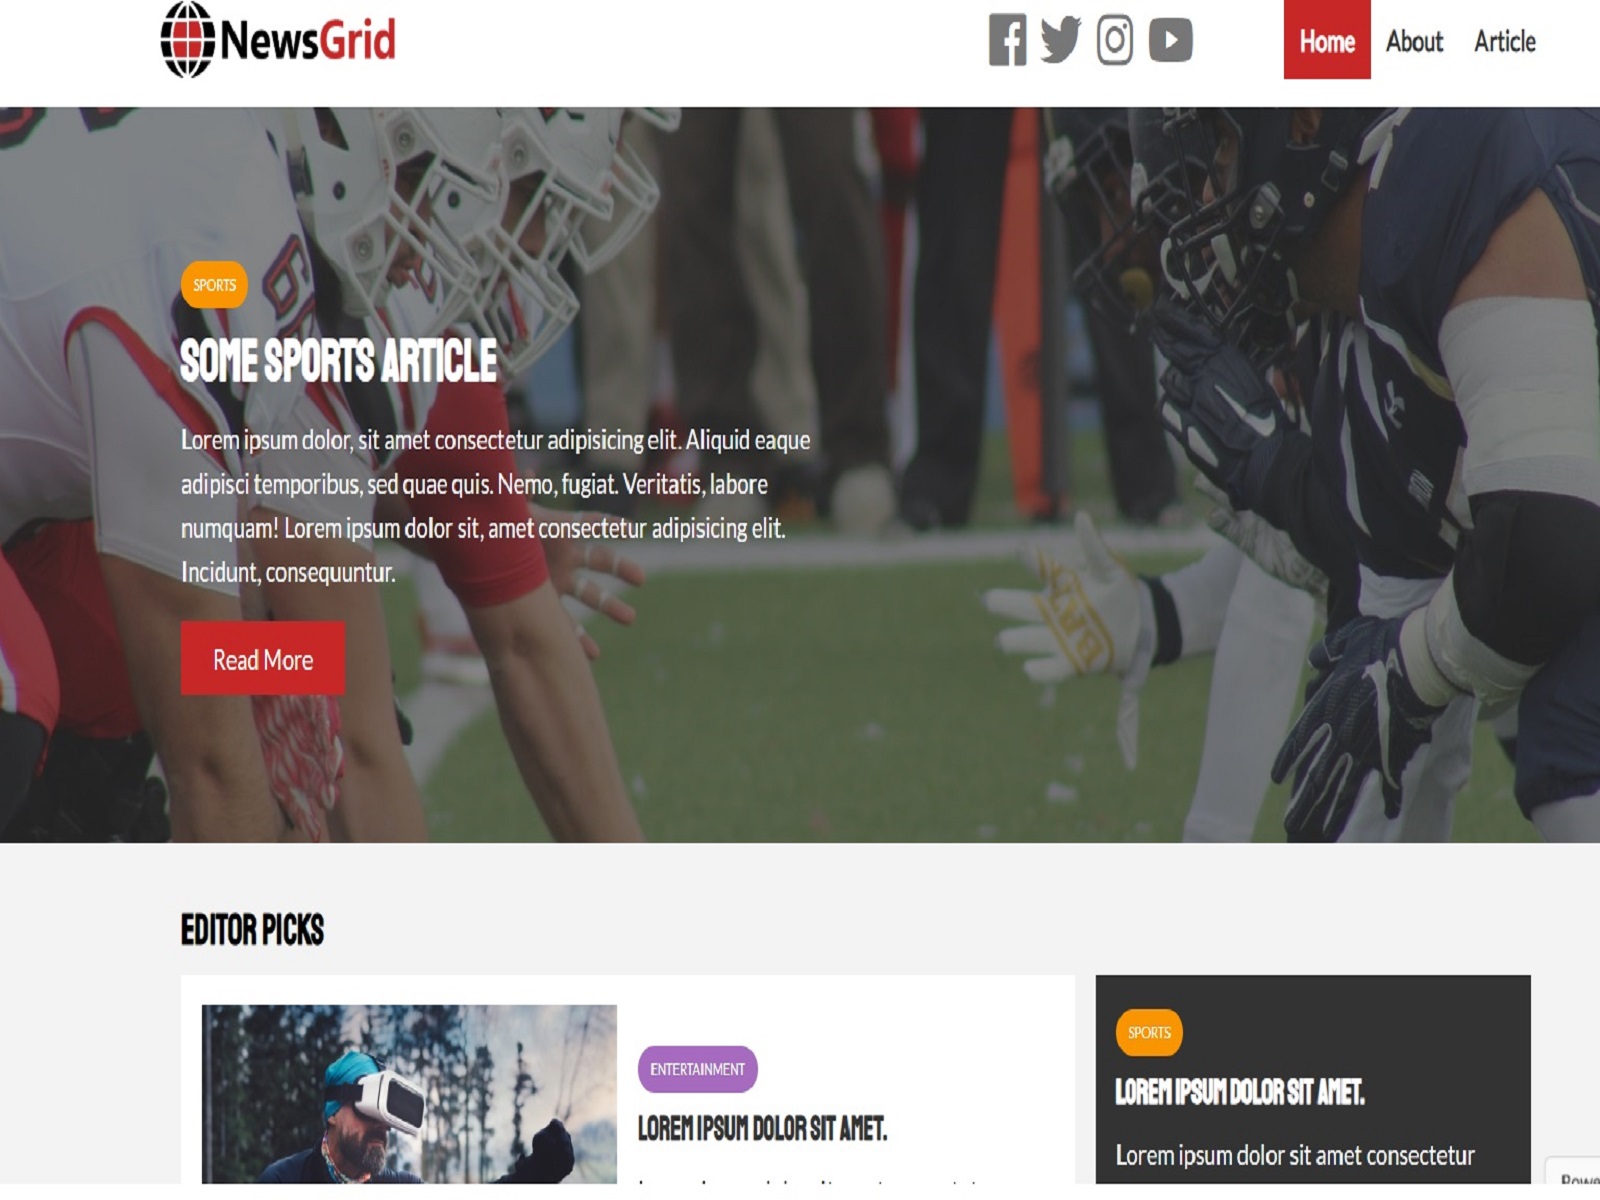 NewsGrid
Home About Article
SPORTS
SOME SPORTS ARTICLE
Lorem ipsum dolor, sit amet consectetur adipisicing elit. Aliquid eaque
adipisci temporibus, sed quae quis. Nemo, fugiat. Veritatis, labore
numquam! Lorem ipsum dolor sit, amet consectetur adipisicing elit.
Incidunt, consequuntur.
Read More
EDITOR PICKS
ENTERTAINMENT
LOREM IPSUM DOLOR SIT AMET.
SPORTS
LOREM IPSUM DOLOR SIT AMET.
Lorem ipsum dolor sit amet consectetur